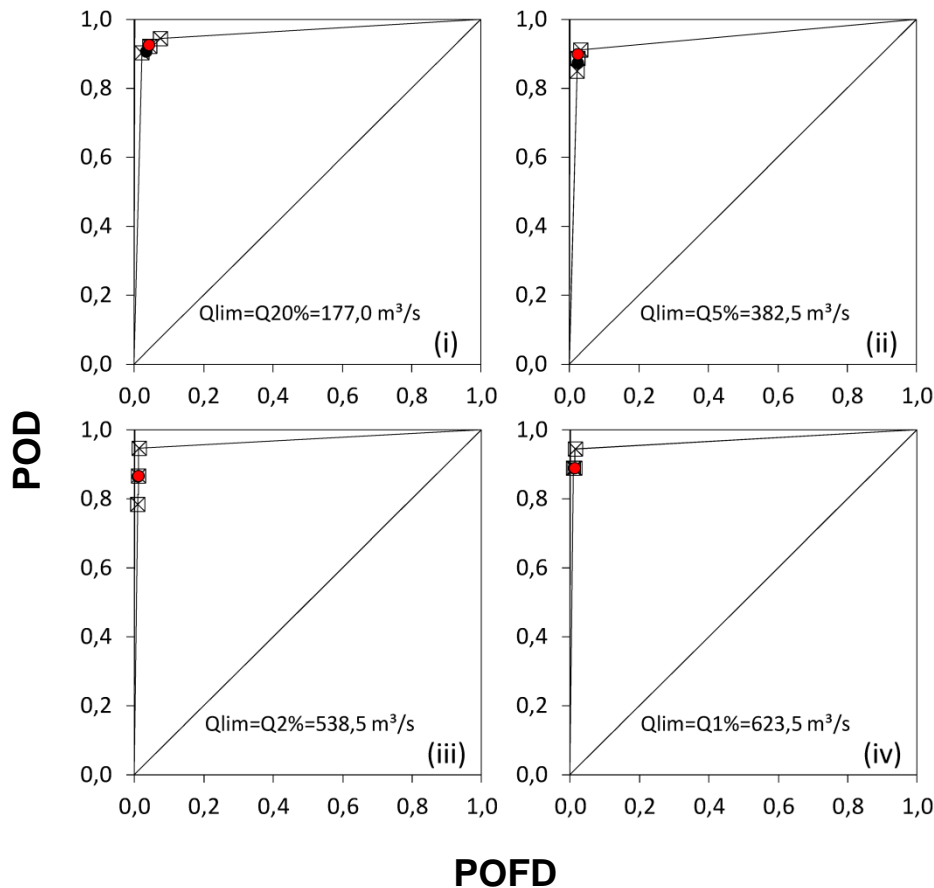 1,0
0,8
0,6
0,4
0,2
0,0
0,0 0,2 0,4 0,6 0,8 1,0
Qlim=Q20%=177,0 m³/s
(i)
1,0
0,8
0,6
0,4
0,2
0,0
0,0 0,2 0,4 0,6 0,8 1,0
Qlim=Q5%=382,5 m³/s
(ii)
POD
1,0
0,8
0,6
0,4
0,2
0,0
0,0 0,2 0,4 0,6 0,8 1,0
Qlim=Q2%=538,5 m³/s
(iii)
1,0
0,8
0,6
0,4
0,2
0,0
0,0 0,2 0,4 0,6 0,8 1,0
Qlim=Q1%=623,5 m³/s
(iv)
POFD